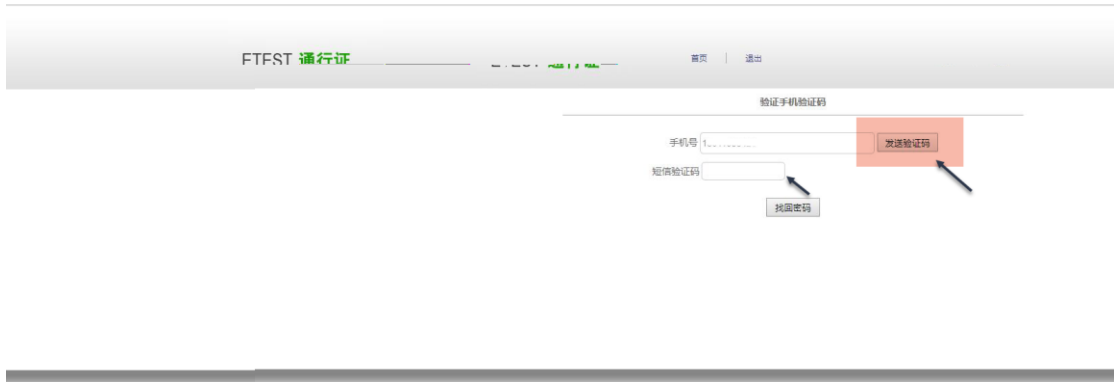 ETEST 通行证
首页 | 退出
验证手机验证码
手机号 发送验证码
短信验证码
找回密码